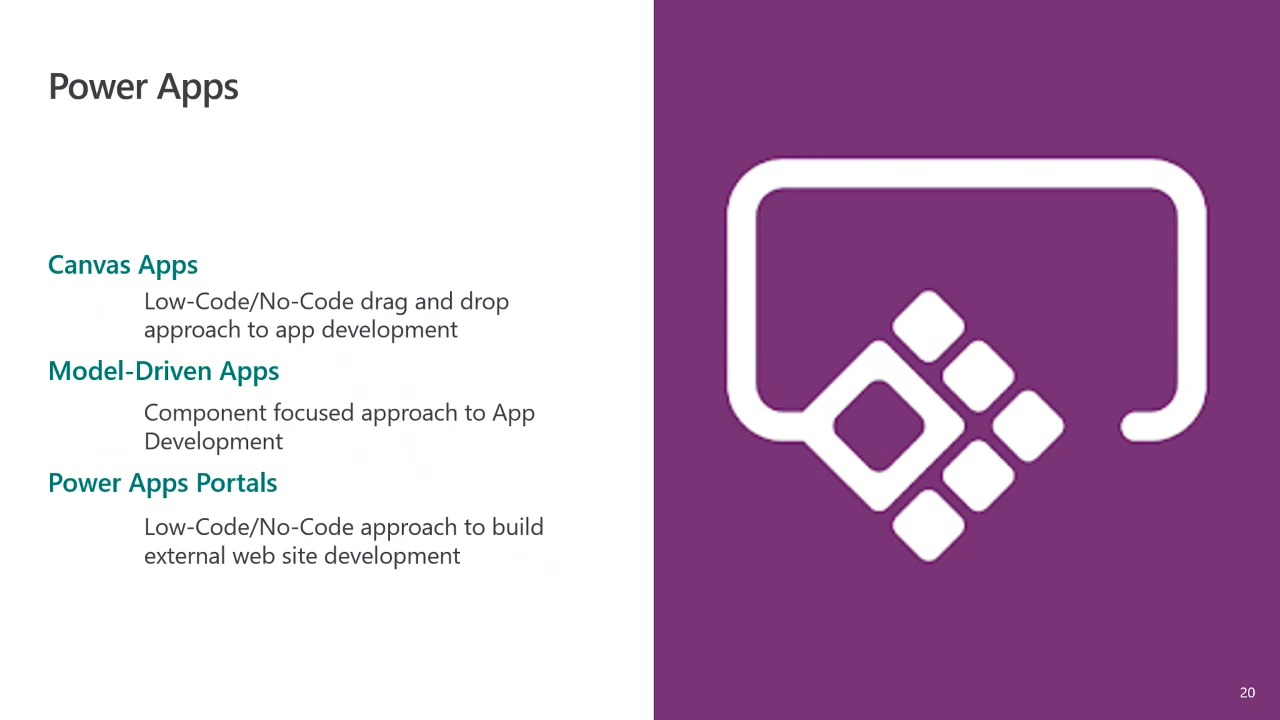 Power Apps
Canvas Apps
Low-Code/No-Code drag and drop
approach to app development
Model-Driven Apps
Component focused approach to App
Development
Power Apps Portals
Low-Code/No-Code approach to build
external web site development
20